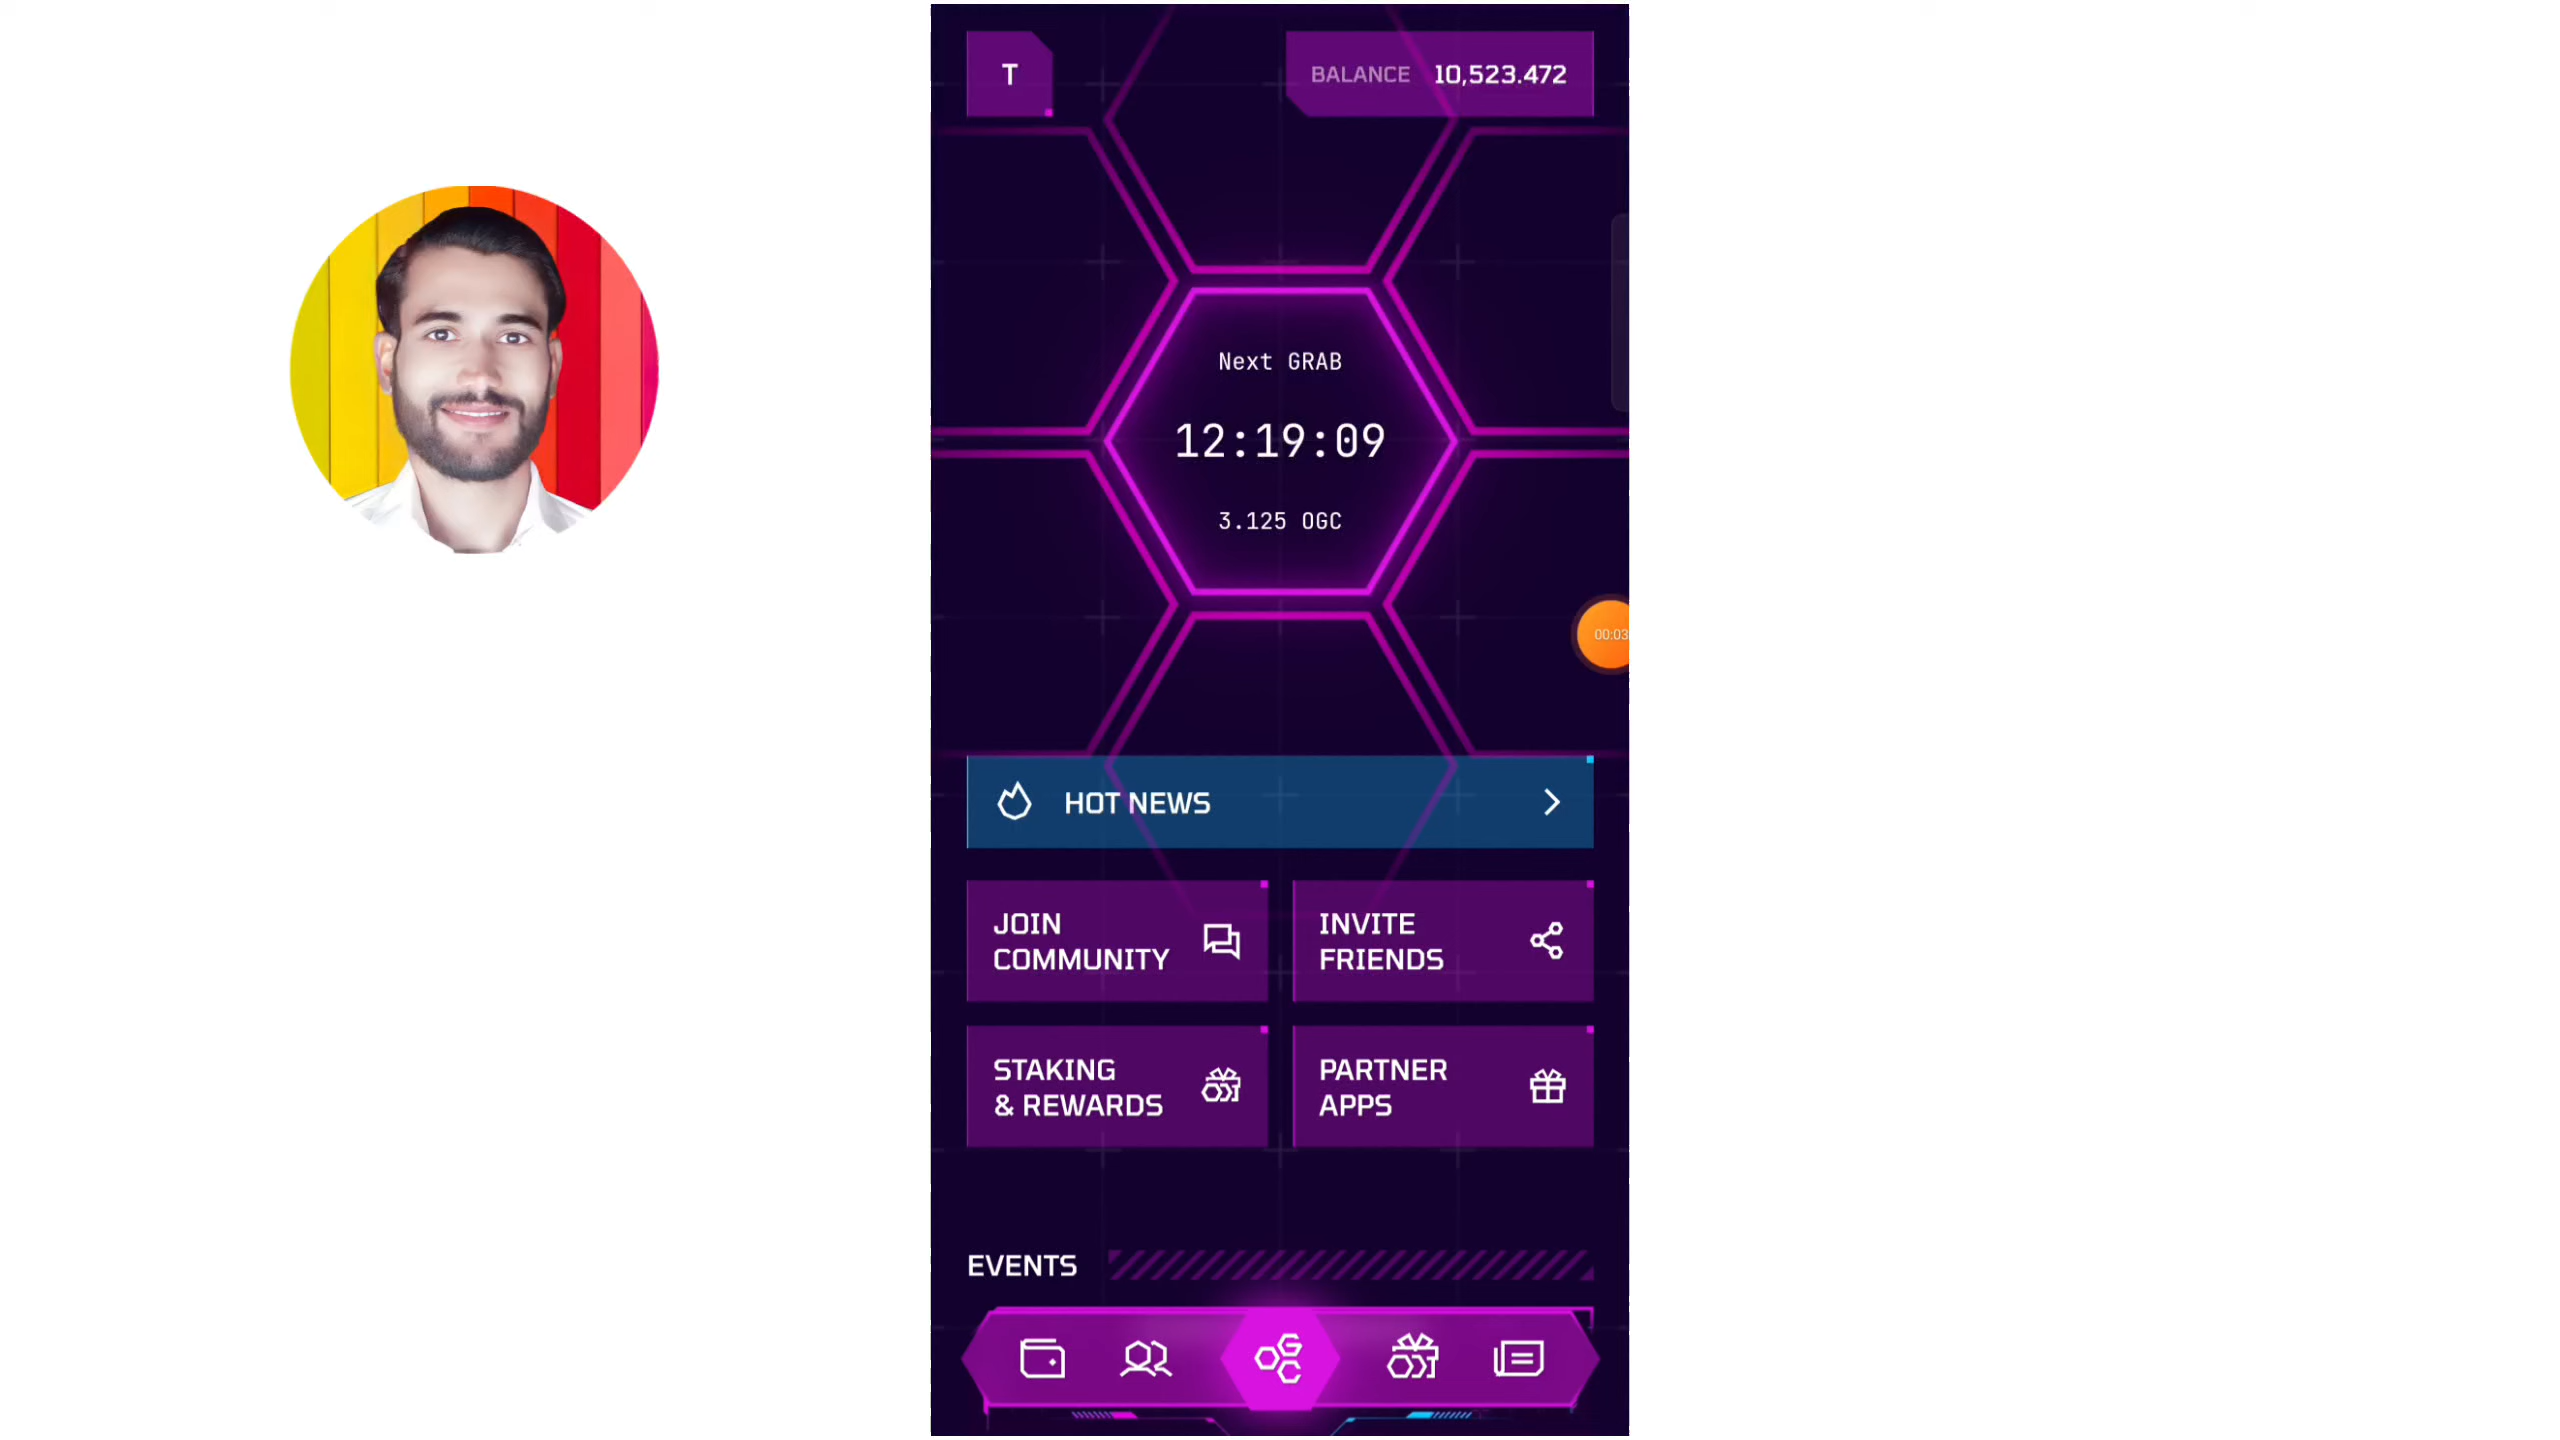 T
BALANCE 10,523.472
Next GRAB
12:19:09
3.125 OGC
00:03
HOT NEWS
JOIN
COMMUNITY
INVITE
FRIENDS
STAKING
& REWARDS
PARTNER
APPS
EVENTS
OGC